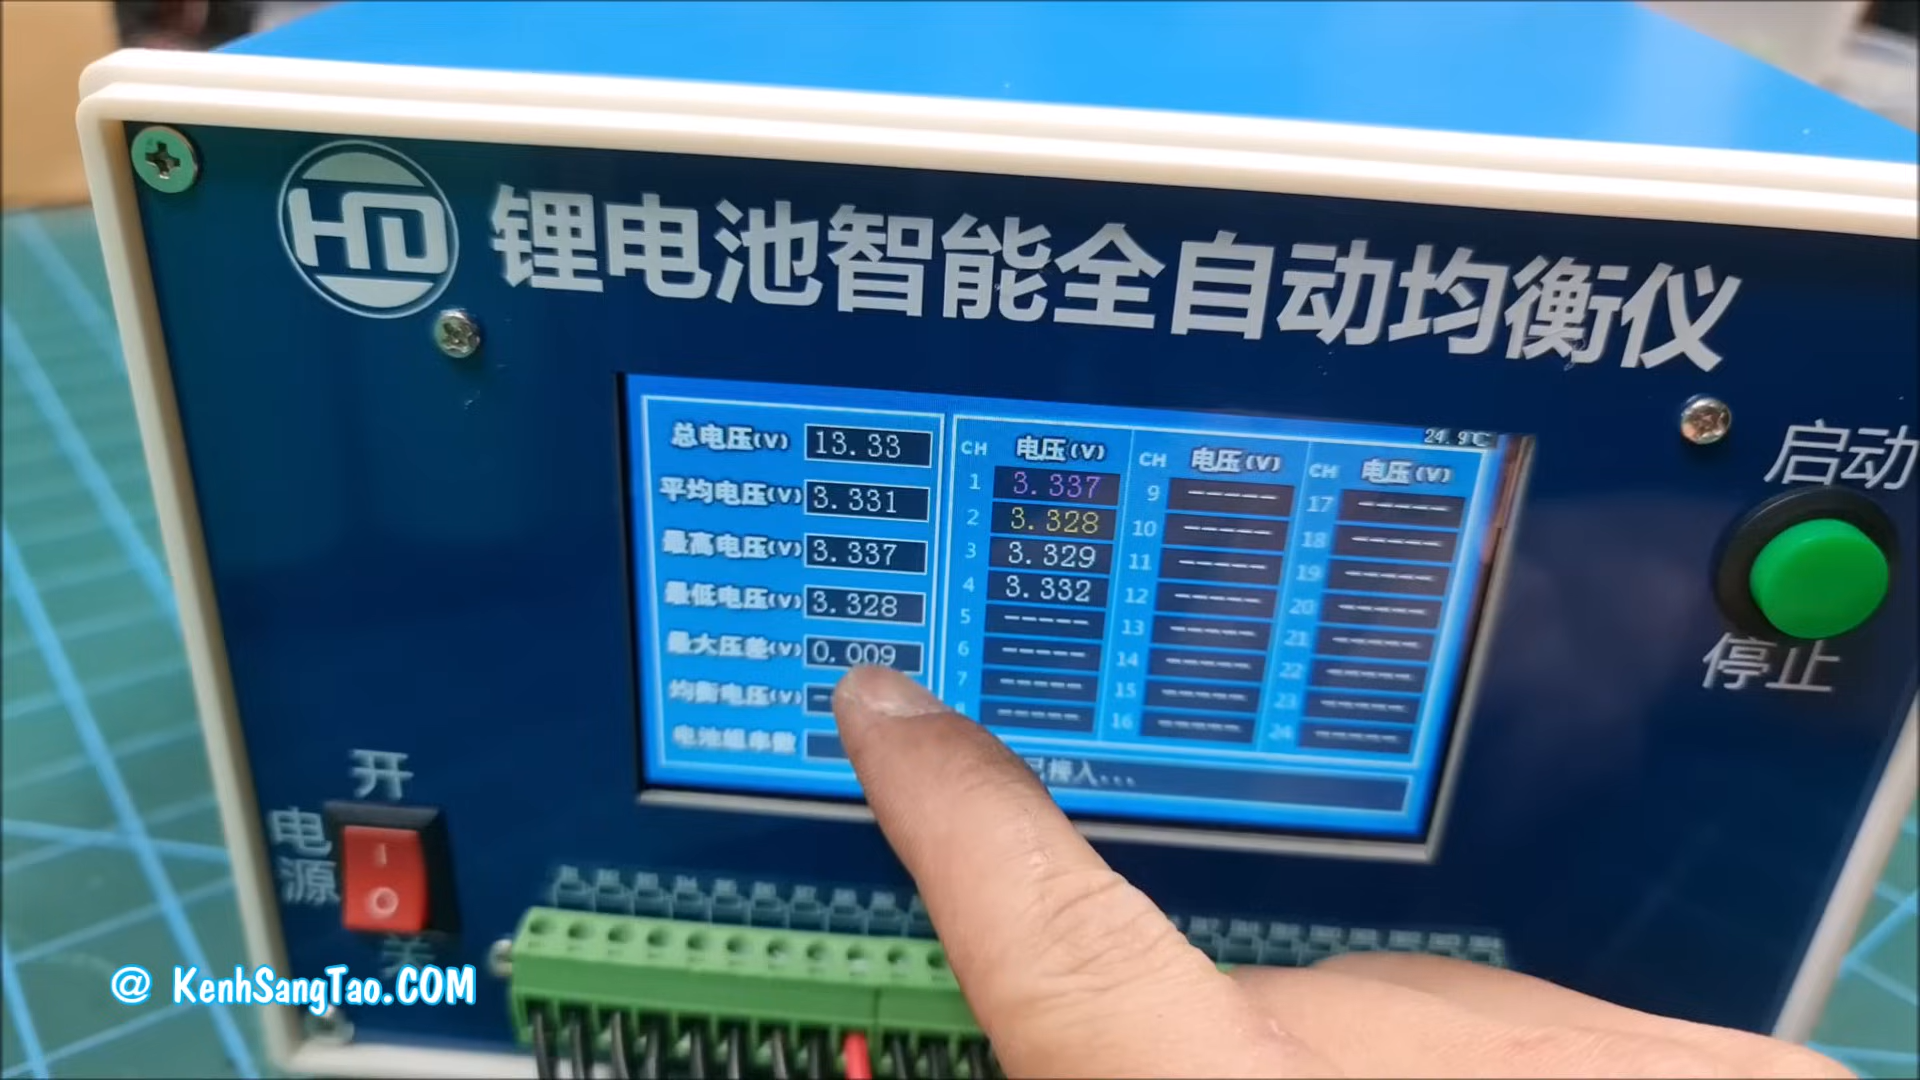 HD 锂电池智能全自动均衡仪
24.9℃
总电压(V) 13.33
平均电压(V) 3.331
最高电压(V) 3.337
最低电压(V) 3.328
最大压差(V) 0.009
均衡电压(V)
电池组串数
CH 电压(V) CH 电压(V) CH 电压(V)
1 3.337 9 ----- 17 -----
2 3.328 10 ----- 18 -----
3 3.329 11 ----- 19 -----
4 3.332 12 ----- 20 -----
5 ----- 13 ----- 21 -----
6 ----- 14 ----- 22 -----
7 ----- 15 ----- 23 -----
8 ----- 16 ----- 24 -----
已接入...
启动
停止
开
电源
I
O
关
@ KenhSangTao.COM